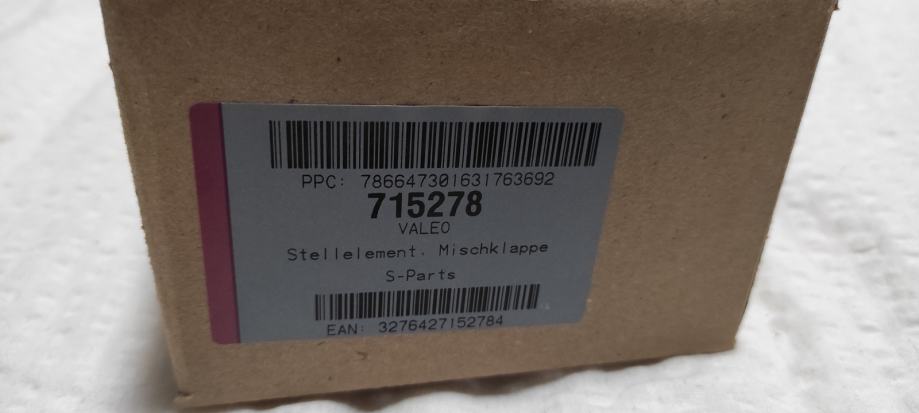 PPC: 786647301631763692
715278
VALEO
Stellelement, Mischklappe
S-Parts
EAN: 3276427152784